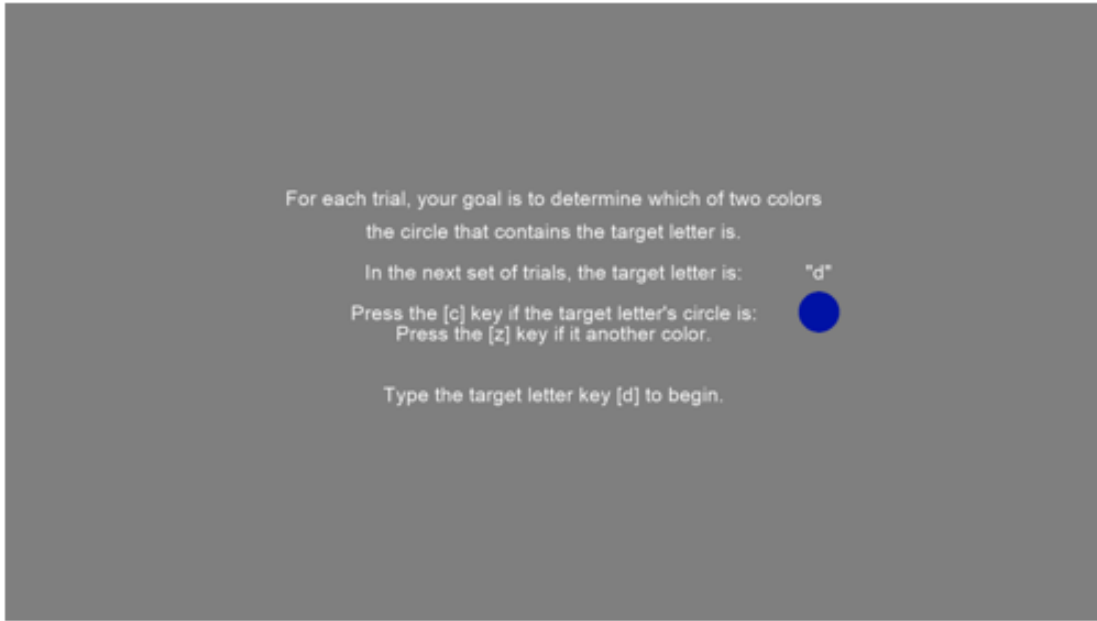 For each trial, your goal is to determine which of two colors
the circle that contains the target letter is.
In the next set of trials, the target letter is: "d"
Press the [c] key if the target letter's circle is:
Press the [z] key if it another color.
Type the target letter key [d] to begin.